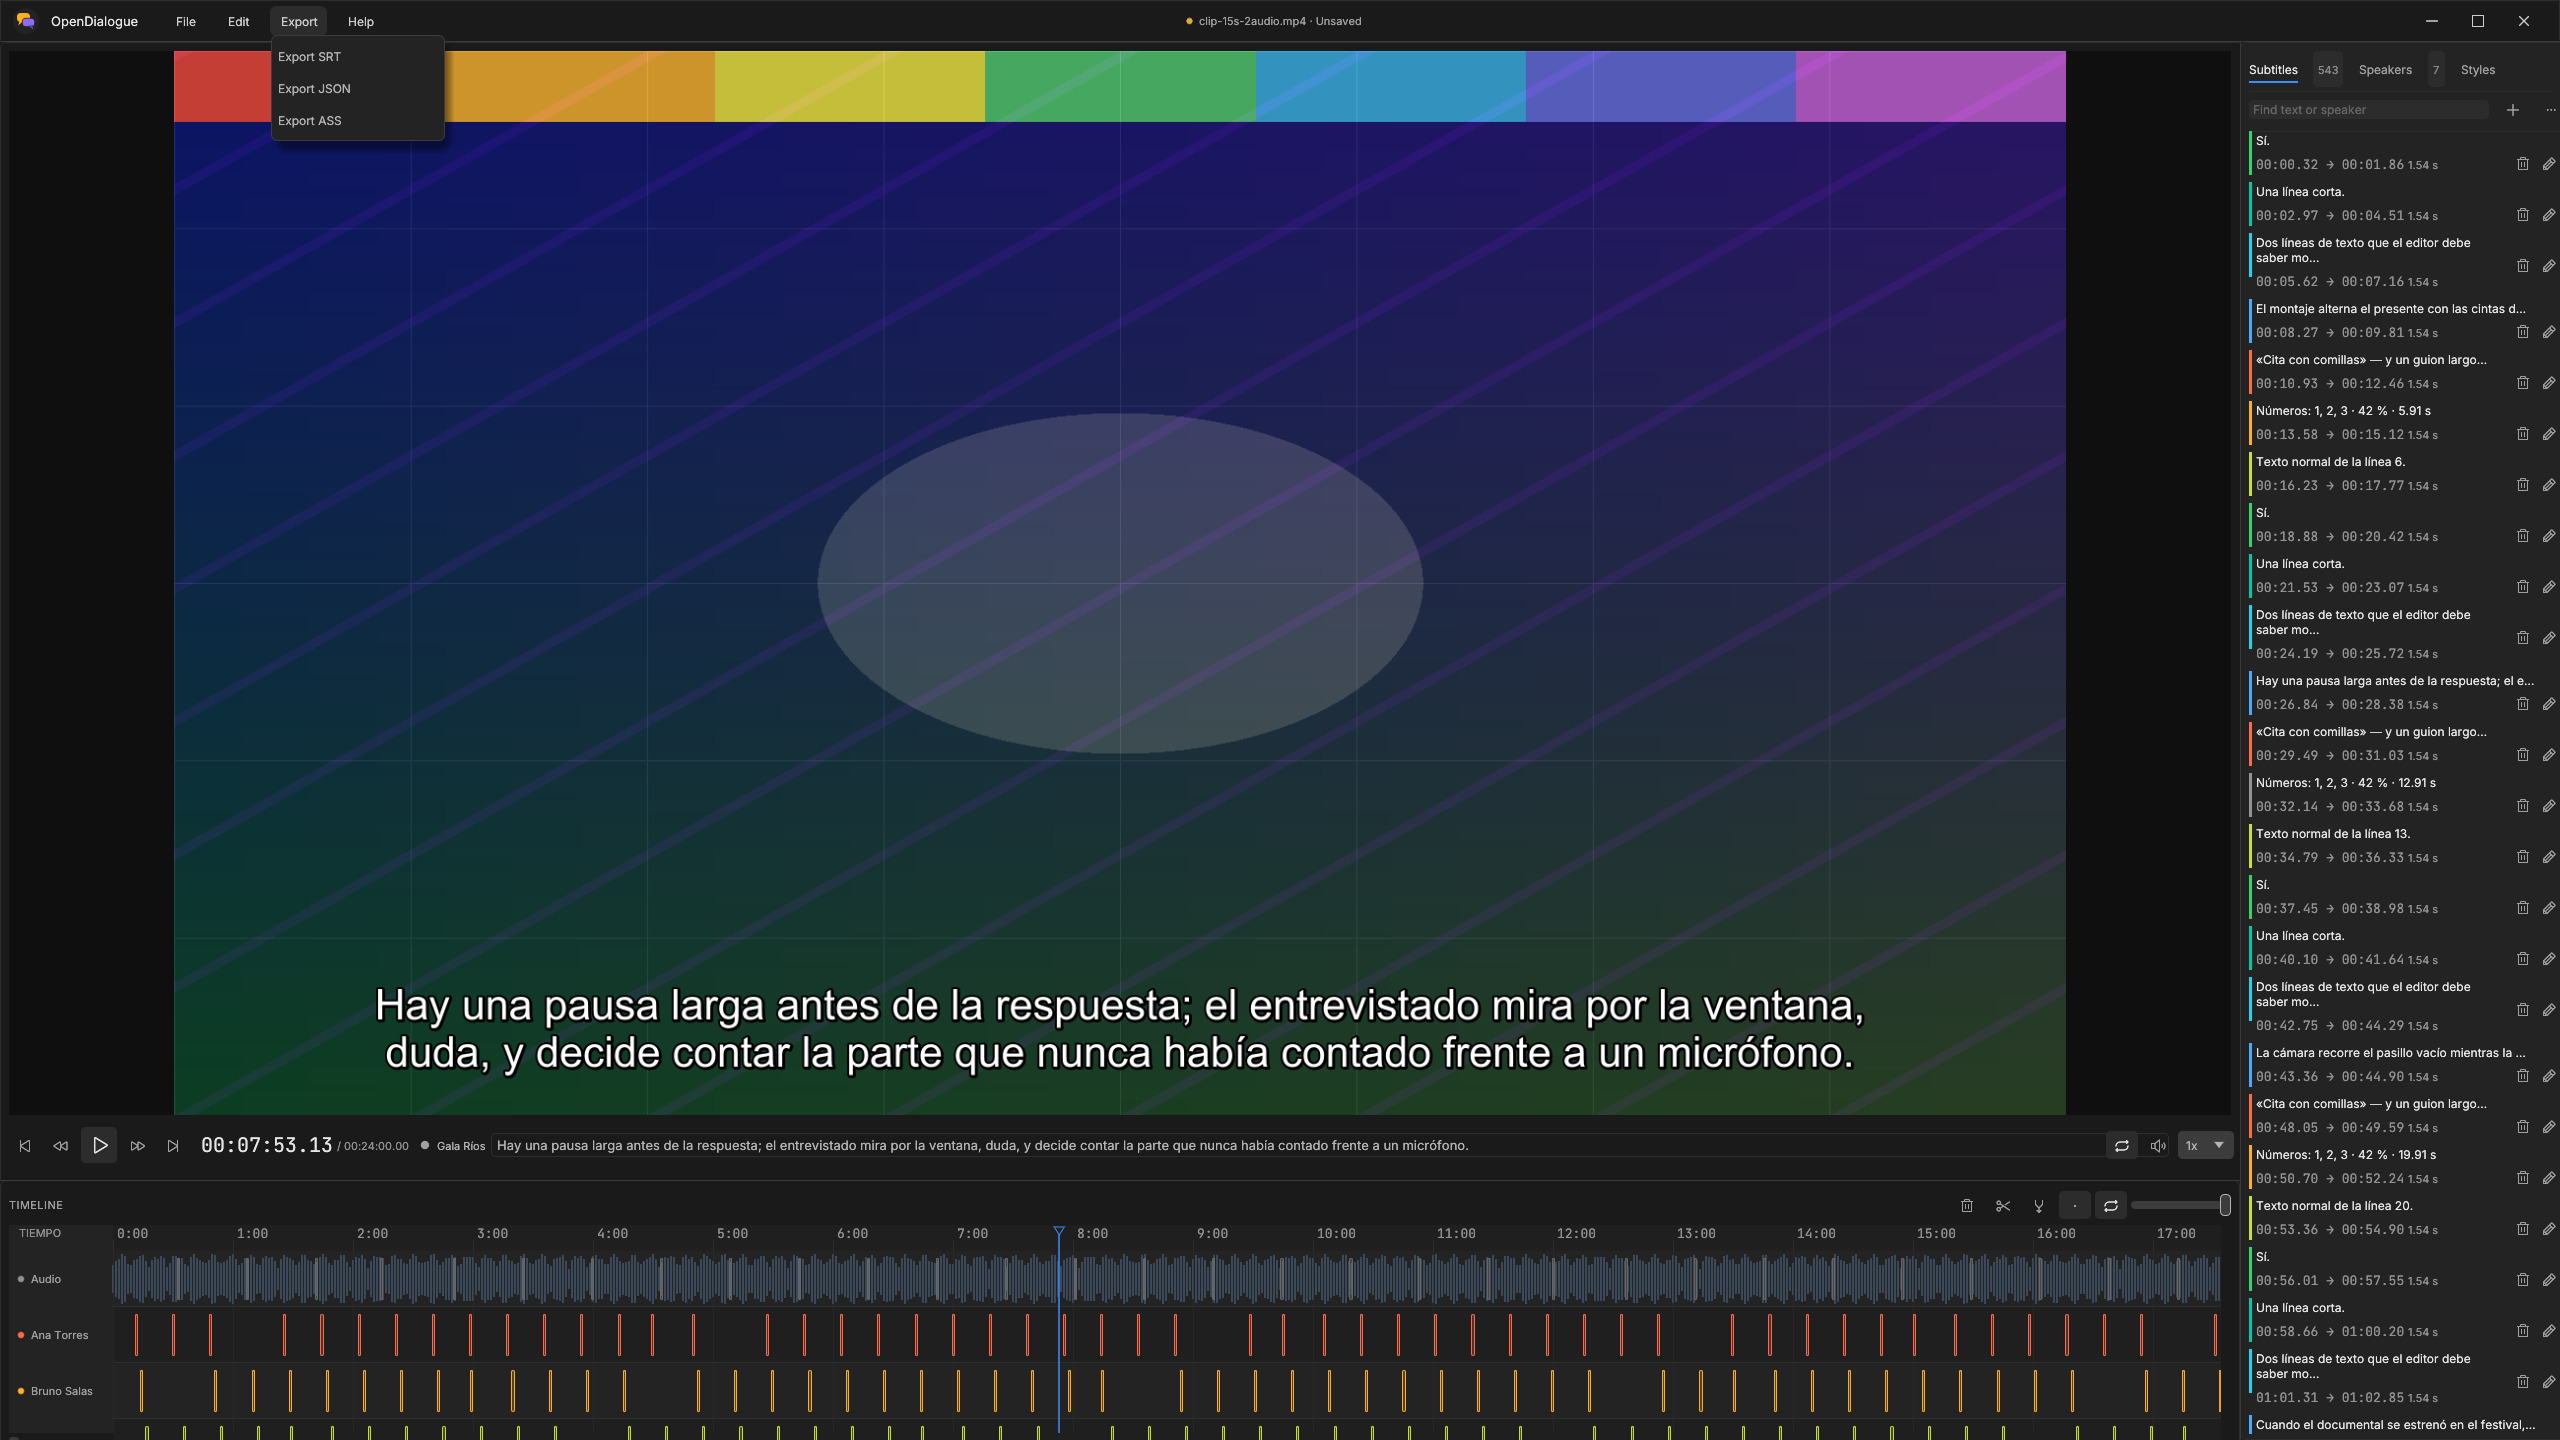 OpenDialogue
File
Edit
Export
Help
clip-15s-2audio.mp4 · Unsaved
Export SRT
Export JSON
Export ASS
Hay una pausa larga antes de la respuesta; el entrevistado mira por la ventana,
duda, y decide contar la parte que nunca había contado frente a un micrófono.
00:07:53.13 / 00:24:00.00
Gala Ríos
Hay una pausa larga antes de la respuesta; el entrevistado mira por la ventana, duda, y decide contar la parte que nunca había contado frente a un micrófono.
1x
TIMELINE
TIEMPO
0:00 1:00 2:00 3:00 4:00 5:00 6:00 7:00 8:00 9:00 10:00 11:00 12:00 13:00 14:00 15:00 16:00 17:00
Audio
Ana Torres
Bruno Salas
Subtitles 543 Speakers 7 Styles
Find text or speaker
Sí.
00:00.32 → 00:01.86 1.54 s
Una línea corta.
00:02.97 → 00:04.51 1.54 s
Dos líneas de texto que el editor debe
saber mo...
00:05.62 → 00:07.16 1.54 s
El montaje alterna el presente con las cintas d...
00:08.27 → 00:09.81 1.54 s
«Cita con comillas» — y un guion largo...
00:10.93 → 00:12.46 1.54 s
Números: 1, 2, 3 · 42 % · 5.91 s
00:13.58 → 00:15.12 1.54 s
Texto normal de la línea 6.
00:16.23 → 00:17.77 1.54 s
Sí.
00:18.88 → 00:20.42 1.54 s
Una línea corta.
00:21.53 → 00:23.07 1.54 s
Dos líneas de texto que el editor debe
saber mo...
00:24.19 → 00:25.72 1.54 s
Hay una pausa larga antes de la respuesta; el e...
00:26.84 → 00:28.38 1.54 s
«Cita con comillas» — y un guion largo...
00:29.49 → 00:31.03 1.54 s
Números: 1, 2, 3 · 42 % · 12.91 s
00:32.14 → 00:33.68 1.54 s
Texto normal de la línea 13.
00:34.79 → 00:36.33 1.54 s
Sí.
00:37.45 → 00:38.98 1.54 s
Una línea corta.
00:40.10 → 00:41.64 1.54 s
Dos líneas de texto que el editor debe
saber mo...
00:42.75 → 00:44.29 1.54 s
La cámara recorre el pasillo vacío mientras la ...
00:43.36 → 00:44.90 1.54 s
«Cita con comillas» — y un guion largo...
00:48.05 → 00:49.59 1.54 s
Números: 1, 2, 3 · 42 % · 19.91 s
00:50.70 → 00:52.24 1.54 s
Texto normal de la línea 20.
00:53.36 → 00:54.90 1.54 s
Sí.
00:56.01 → 00:57.55 1.54 s
Una línea corta.
00:58.66 → 01:00.20 1.54 s
Dos líneas de texto que el editor debe
saber mo...
01:01.31 → 01:02.85 1.54 s
Cuando el documental se estrenó en el festival,...